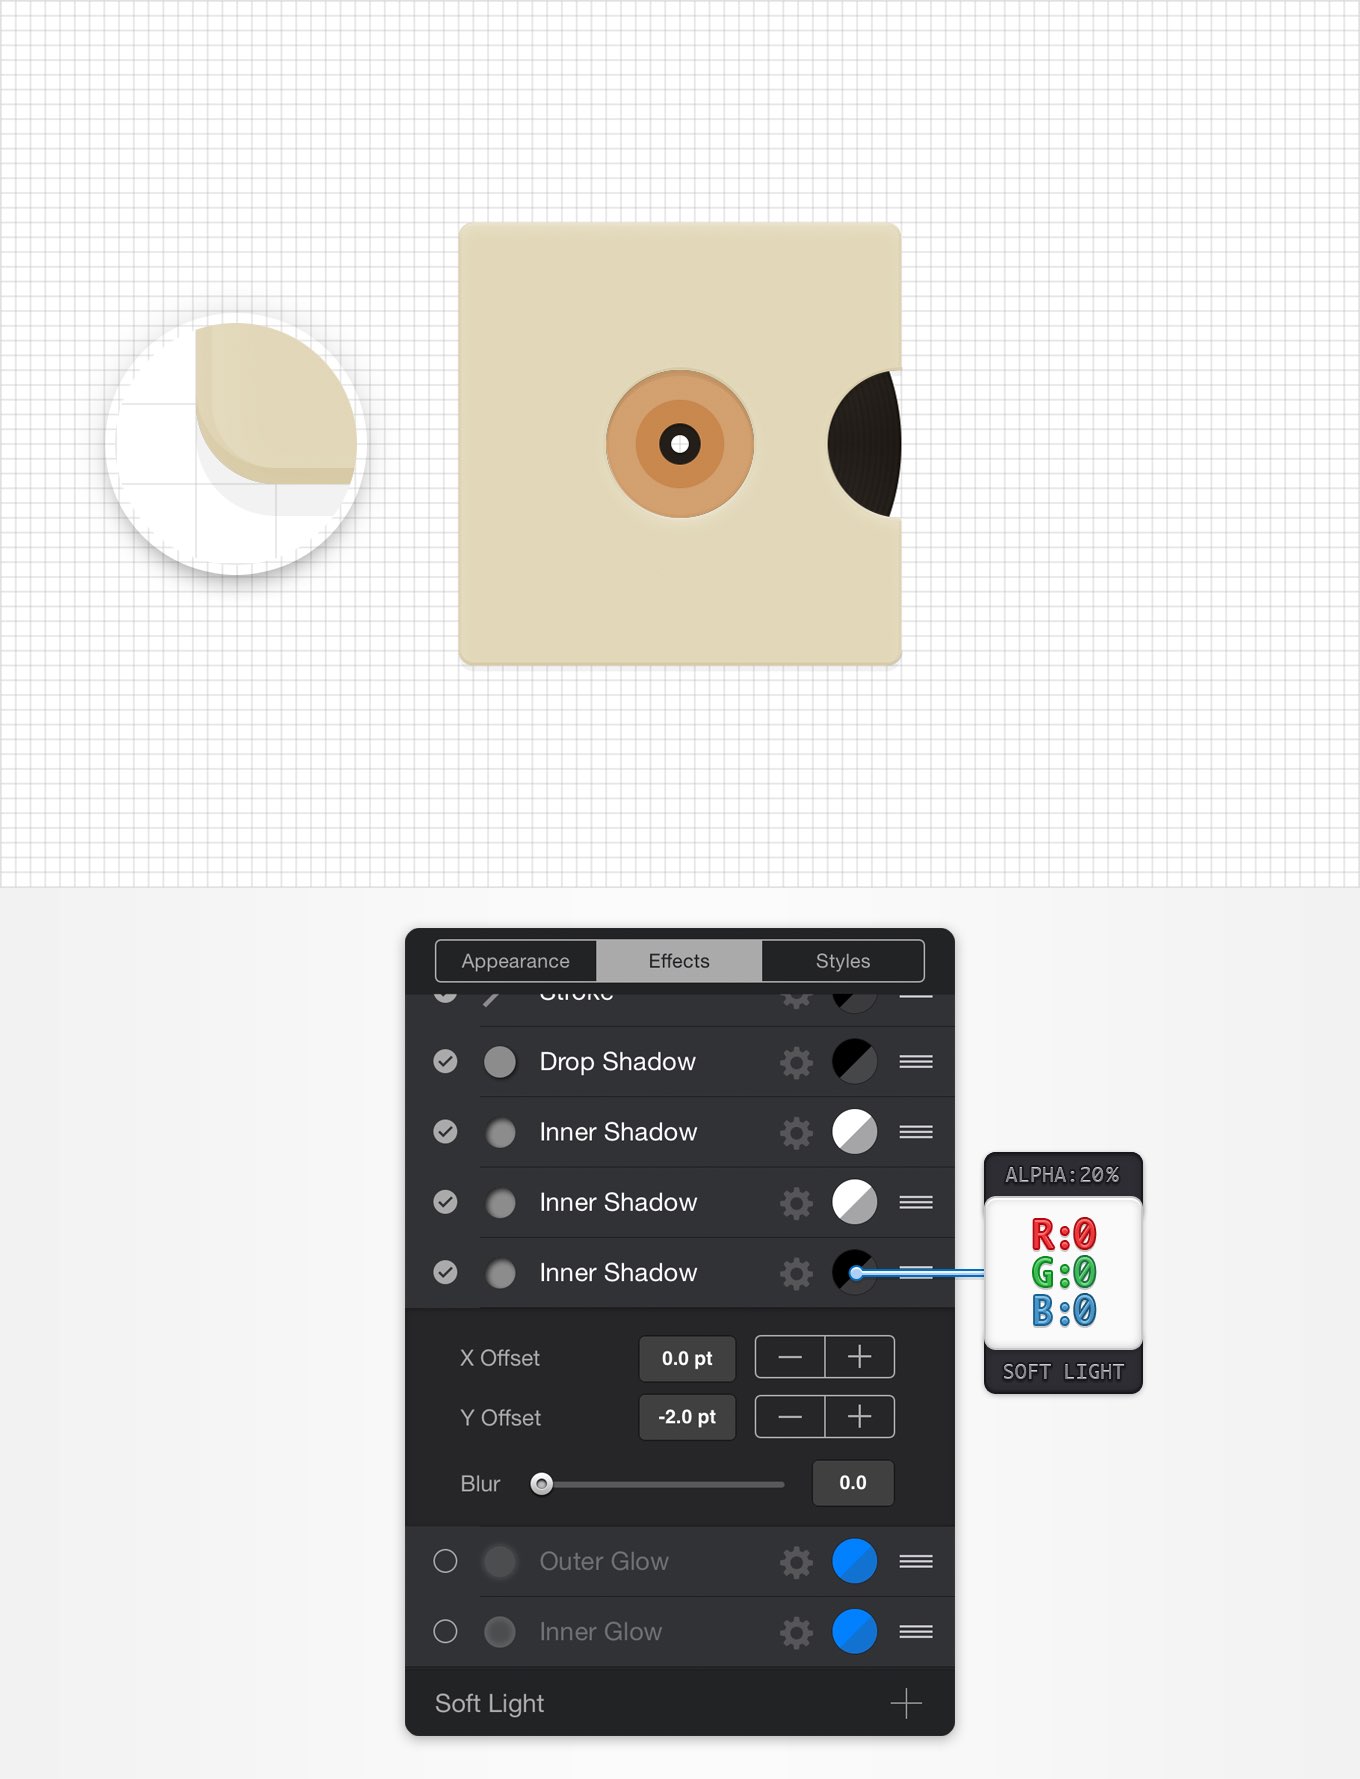 Appearance Effects Styles
Stroke
Drop Shadow
Inner Shadow
Inner Shadow
Inner Shadow
ALPHA:20%
R:0
G:0
B:0
SOFT LIGHT
X Offset 0.0 pt
Y Offset -2.0 pt
Blur 0.0
Outer Glow
Inner Glow
Soft Light